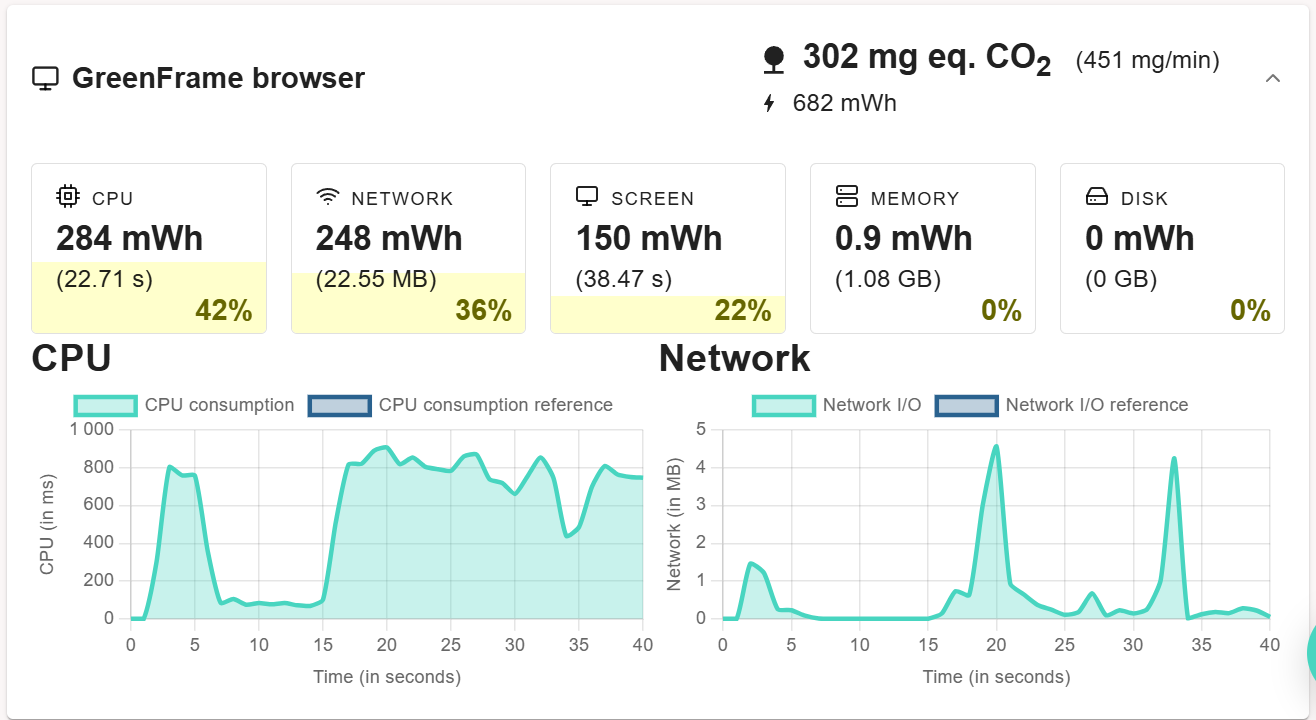 GreenFrame browser
302 mg eq. CO₂ (451 mg/min)
682 mWh
CPU
284 mWh
(22.71 s)
42%
NETWORK
248 mWh
(22.55 MB)
36%
SCREEN
150 mWh
(38.47 s)
22%
MEMORY
0.9 mWh
(1.08 GB)
0%
DISK
0 mWh
(0 GB)
0%
CPU
CPU consumption CPU consumption reference
CPU (in ms)
1 000
800
600
400
200
0
0 5 10 15 20 25 30 35 40
Time (in seconds)
Network
Network I/O Network I/O reference
Network (in MB)
5
4
3
2
1
0
0 5 10 15 20 25 30 35 40
Time (in seconds)